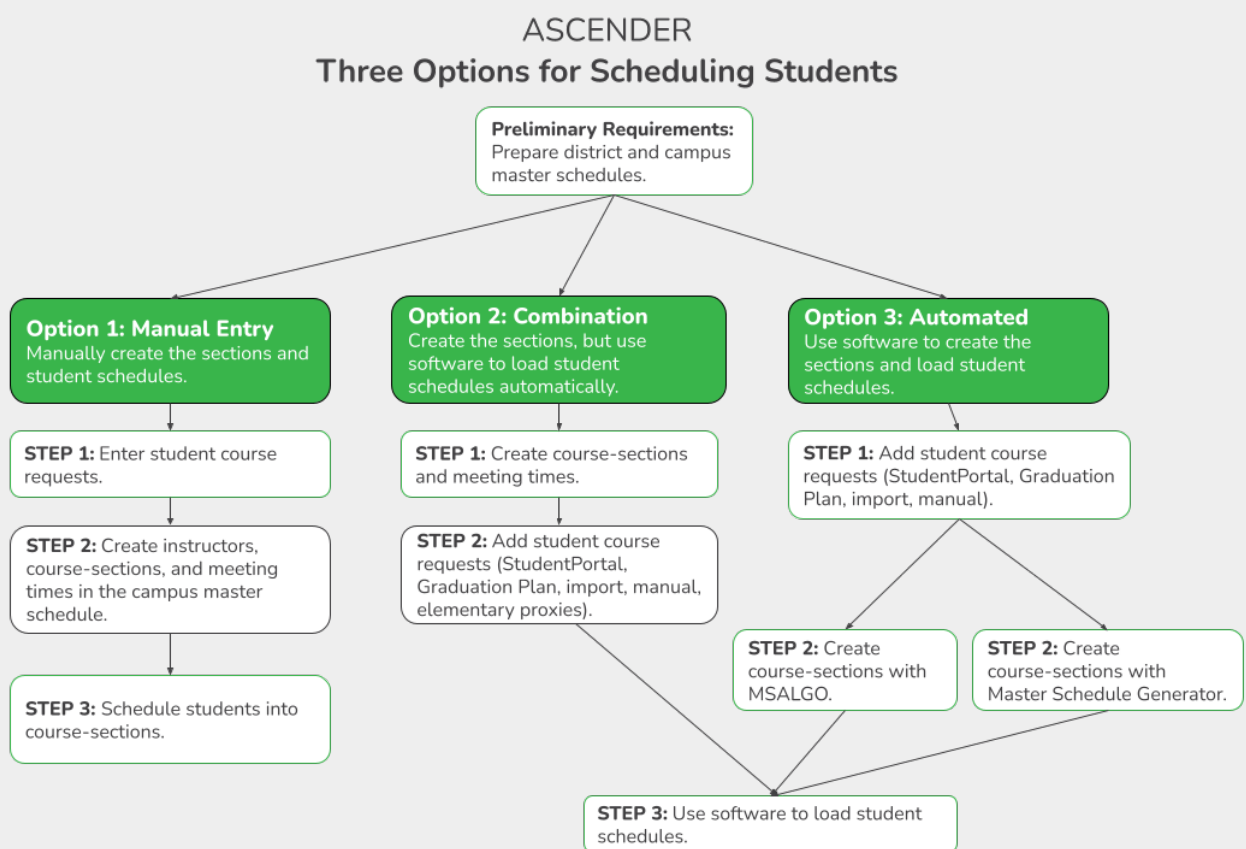 ASCENDER
Three Options for Scheduling Students
Preliminary Requirements:
Prepare district and campus
master schedules.
Option 1: Manual Entry
Manually create the sections and
student schedules.
Option 2: Combination
Create the sections, but use
software to load student
schedules automatically.
Option 3: Automated
Use software to create the
sections and load student
schedules.
STEP 1: Enter student course
requests.
STEP 1: Create course-sections
and meeting times.
STEP 1: Add student course
requests (StudentPortal, Graduation
Plan, import, manual).
STEP 2: Create instructors,
course-sections, and meeting
times in the campus master
schedule.
STEP 2: Add student course
requests (StudentPortal,
Graduation Plan, import, manual,
elementary proxies).
STEP 2: Create
course-sections with
MSALGO.
STEP 2: Create
course-sections with
Master Schedule Generator.
STEP 3: Schedule students into
course-sections.
STEP 3: Use software to load student
schedules.